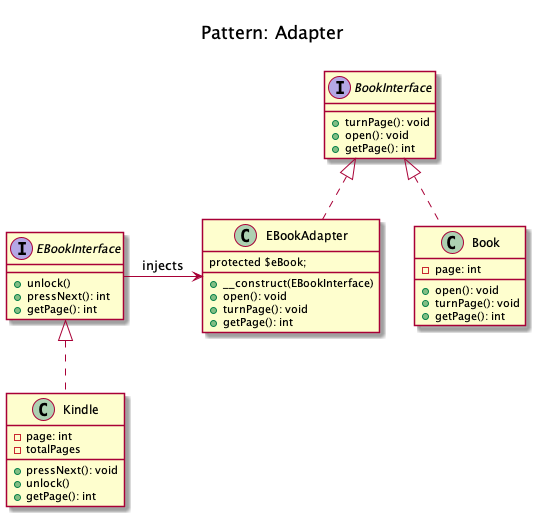 Pattern: Adapter
I BookInterface
turnPage(): void
open(): void
getPage(): int
I EBookInterface
unlock()
pressNext(): int
getPage(): int
injects
C EBookAdapter
protected $eBook;
__construct(EBookInterface)
open(): void
turnPage(): void
getPage(): int
C Book
page: int
open(): void
turnPage(): void
getPage(): int
C Kindle
page: int
totalPages
pressNext(): void
unlock()
getPage(): int